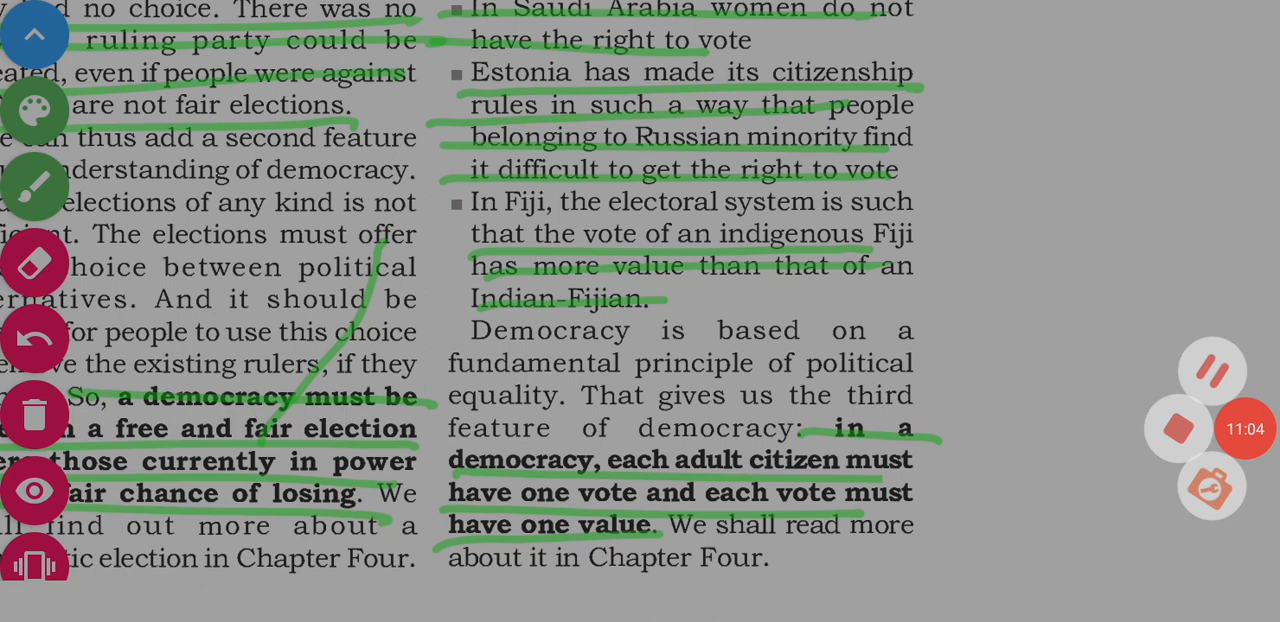 no choice. There was no
ruling party could be
even if people were against
are not fair elections.
thus add a second feature
understanding of democracy.
elections of any kind is not
The elections must offer
choice between political
And it should be
for people to use this choice
the existing rulers, if they
So, a democracy must be
a free and fair election
those currently in power
fair chance of losing. We
find out more about a
election in Chapter Four.
In Saudi Arabia women do not
have the right to vote
Estonia has made its citizenship
rules in such a way that people
belonging to Russian minority find
it difficult to get the right to vote
In Fiji, the electoral system is such
that the vote of an indigenous Fiji
has more value than that of an
Indian-Fijian.
Democracy is based on a
fundamental principle of political
equality. That gives us the third
feature of democracy: in a
democracy, each adult citizen must
have one vote and each vote must
have one value. We shall read more
about it in Chapter Four.
11:04